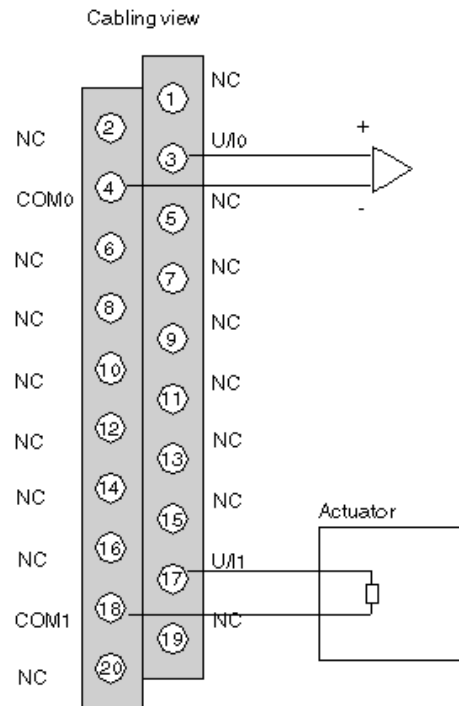 Cabling view
1 NC
NC 2
3 U/I0 +
COM0 4
5 NC -
NC 6
7 NC
NC 8
9 NC
NC 10
11 NC
NC 12
13 NC
NC 14
15 NC
Actuator
NC 16
17 U/I1
COM1 18
19 NC
NC 20